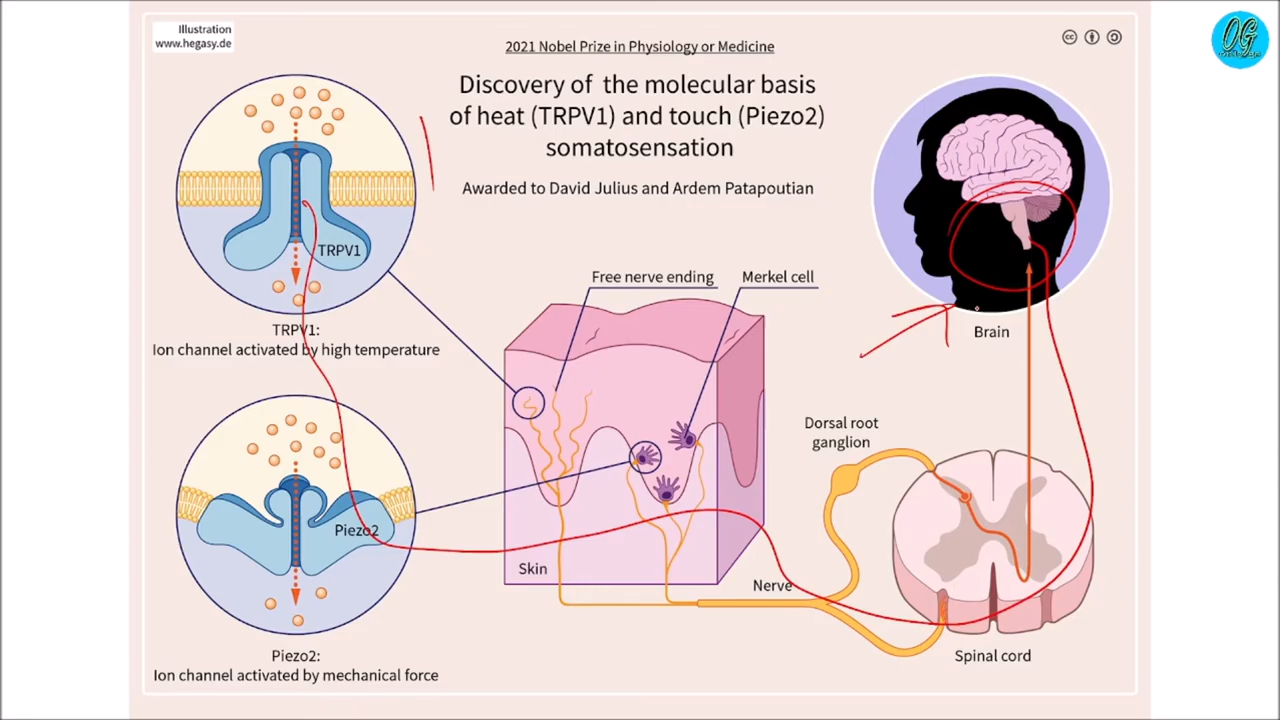 Illustration
www.hegasy.de
2021 Nobel Prize in Physiology or Medicine
Discovery of the molecular basis
of heat (TRPV1) and touch (Piezo2)
somatosensation
Awarded to David Julius and Ardem Patapoutian
OG
TRPV1
TRPV1:
Ion channel activated by high temperature
Free nerve ending
Merkel cell
Brain
Dorsal root
ganglion
Piezo2
Skin
Nerve
Spinal cord
Piezo2:
Ion channel activated by mechanical force